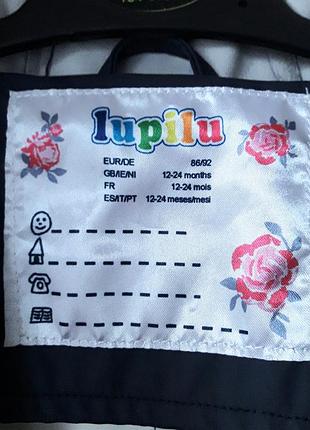 lupilu
EUR/DE 86/92
GB/IE/NI 12-24 months
FR 12-24 mois
ES/IT/PT 12-24 meses/mesi